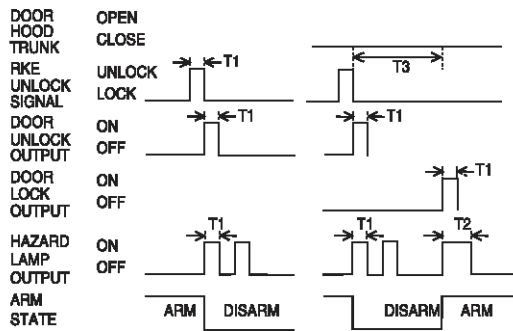 DOOR HOOD TRUNK OPEN CLOSE
RKE UNLOCK SIGNAL UNLOCK LOCK T1 T3
DOOR UNLOCK OUTPUT ON OFF T1 T1
DOOR LOCK OUTPUT ON OFF T1
HAZARD LAMP OUTPUT ON OFF T1 T1 T2
ARM STATE ARM DISARM DISARM ARM